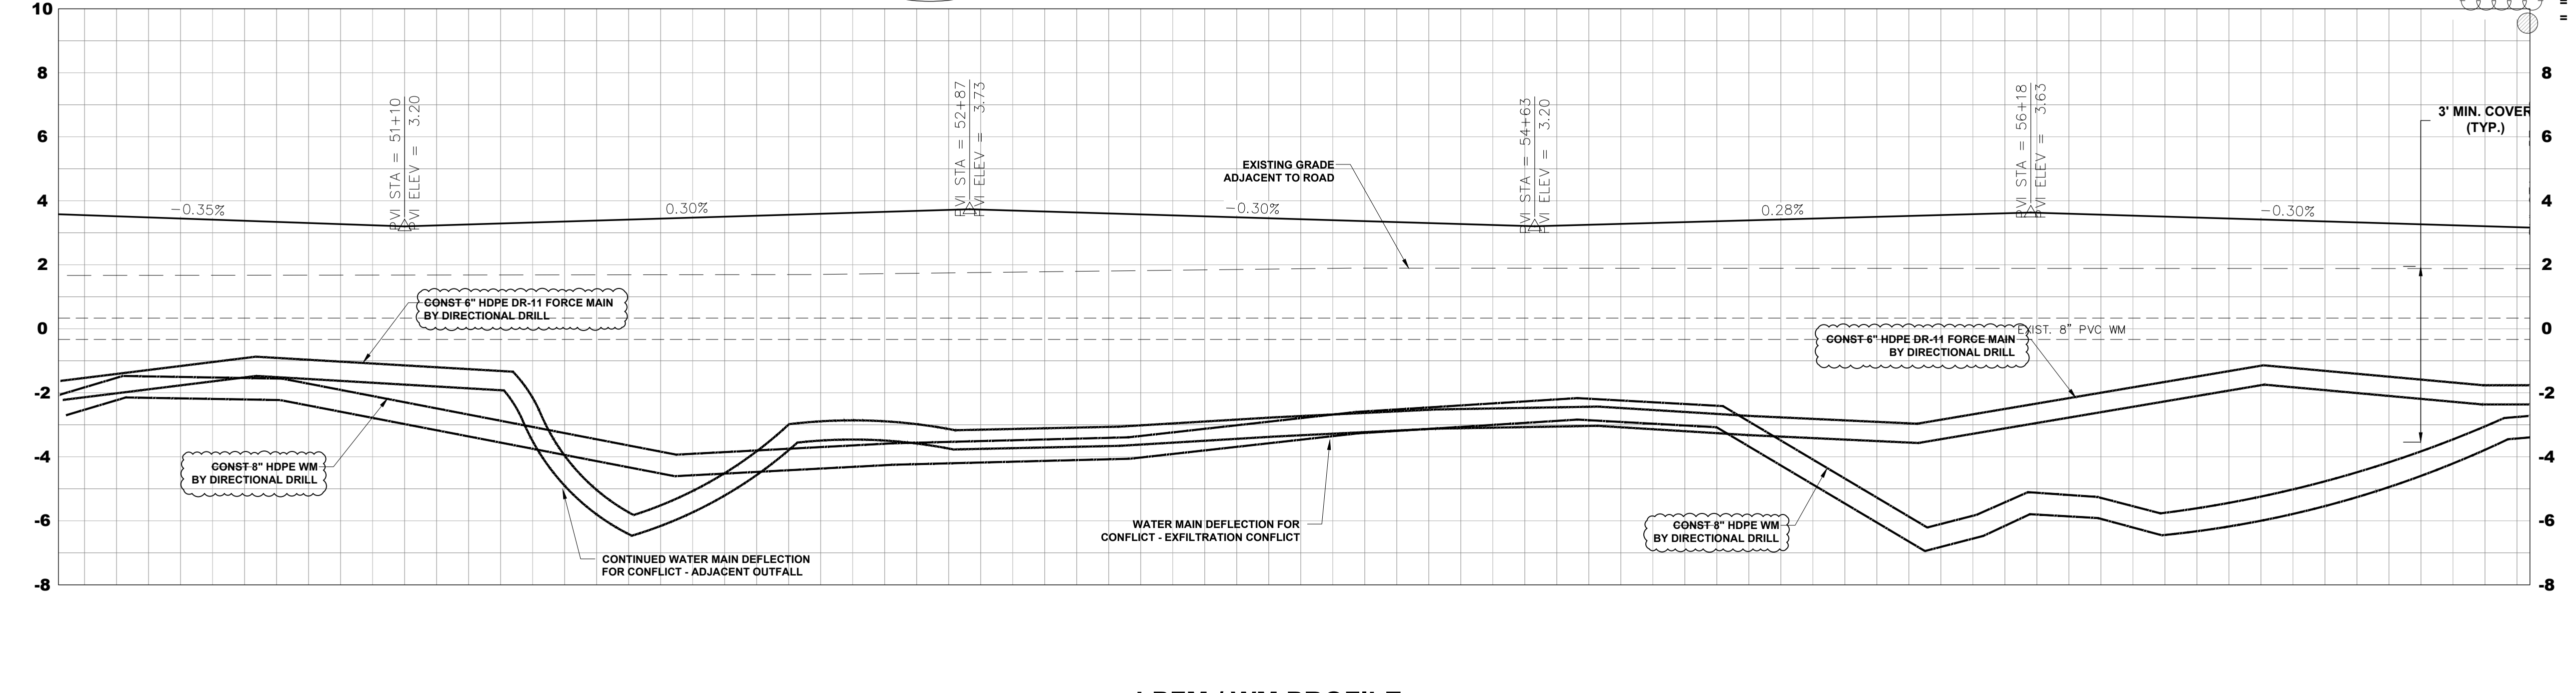 10
8
6
4
2
0
-2
-4
-6
-8
8
6
4
2
0
-2
-4
-6
-8
PVI STA = 51+10
PVI ELEV = 3.20
PVI STA = 52+87
PVI ELEV = 3.73
PVI STA = 54+63
PVI ELEV = 3.20
PVI STA = 56+18
PVI ELEV = 3.63
3' MIN. COVER
(TYP.)
EXISTING GRADE
ADJACENT TO ROAD
-0.35%
0.30%
-0.30%
0.28%
-0.30%
CONST 6" HDPE DR-11 FORCE MAIN
BY DIRECTIONAL DRILL
EXIST. 8" PVC WM
CONST 6" HDPE DR-11 FORCE MAIN
BY DIRECTIONAL DRILL
CONST 8" HDPE WM
BY DIRECTIONAL DRILL
WATER MAIN DEFLECTION FOR
CONFLICT - EXFILTRATION CONFLICT
CONST 8" HDPE WM
BY DIRECTIONAL DRILL
CONTINUED WATER MAIN DEFLECTION
FOR CONFLICT - ADJACENT OUTFALL